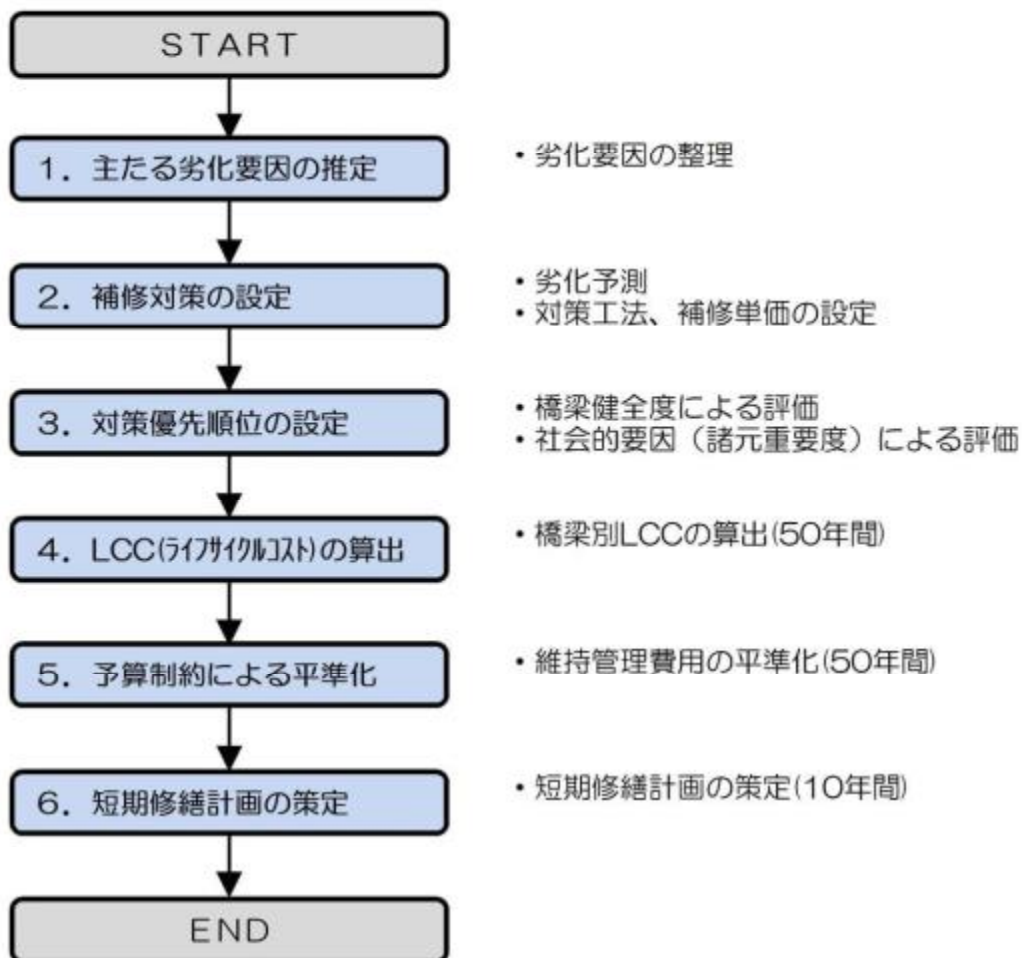 START
1. 主たる劣化要因の推定
・劣化要因の整理
2. 補修対策の設定
・劣化予測
・対策工法、補修単価の設定
3. 対策優先順位の設定
・橋梁健全度による評価
・社会的要因（諸元重要度）による評価
4. LCC(ﾗｲﾌｻｲｸﾙｺｽﾄ)の算出
・橋梁別LCCの算出(50年間)
5. 予算制約による平準化
・維持管理費用の平準化(50年間)
6. 短期修繕計画の策定
・短期修繕計画の策定(10年間)
END